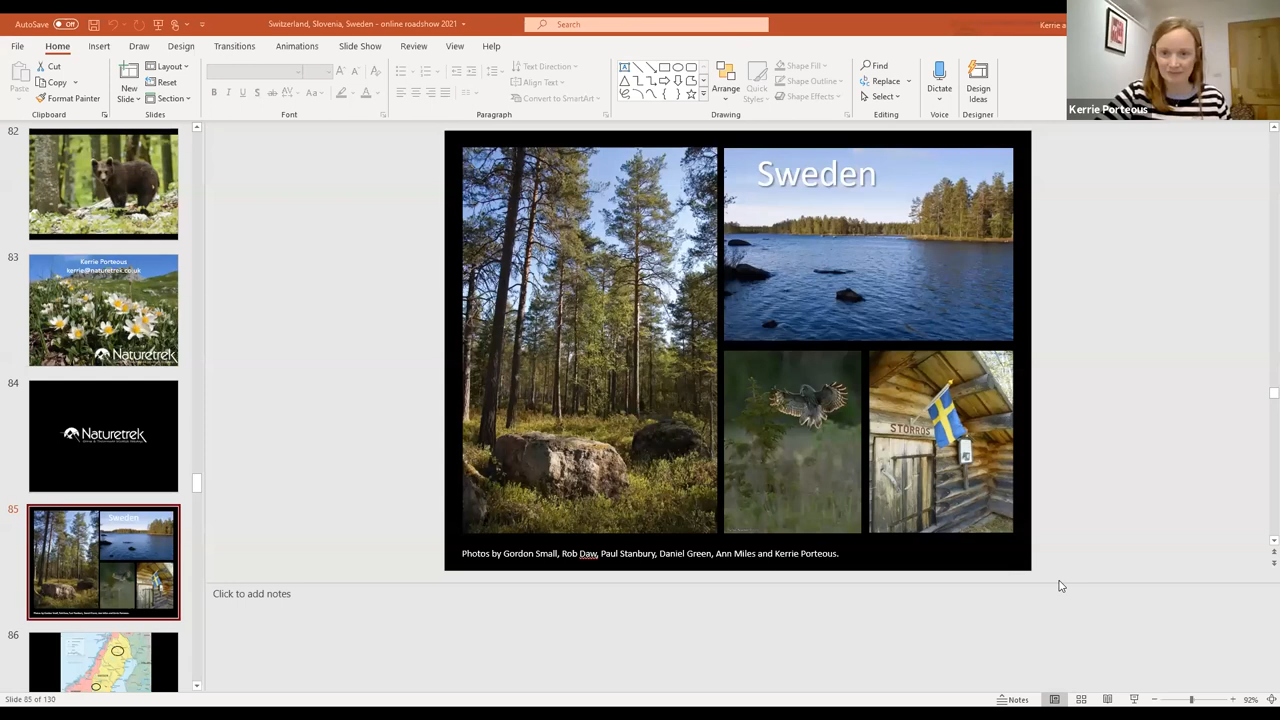 AutoSave Off
Switzerland, Slovenia, Sweden - online roadshow 2021
Search
File Home Insert Draw Design Transitions Animations Slide Show Review View Help
Paste
Cut
Copy
Format Painter
Clipboard
New Slide
Layout
Reset
Section
Slides
B I U S
Font
Text Direction
Align Text
Convert to SmartArt
Paragraph
Arrange
Quick Styles
Shape Fill
Shape Outline
Shape Effects
Drawing
Find
Replace
Select
Editing
Dictate
Voice
Design Ideas
Designer
Kerrie Porteous
82
83
Kerrie Porteous
kerrie@naturetrek.co.uk
Naturetrek
84
Naturetrek
85
Sweden
86
Sweden
STORROS
Photos by Gordon Small, Rob Daw, Paul Stanbury, Daniel Green, Ann Miles and Kerrie Porteous.
Click to add notes
Slide 85 of 130
Notes
92%